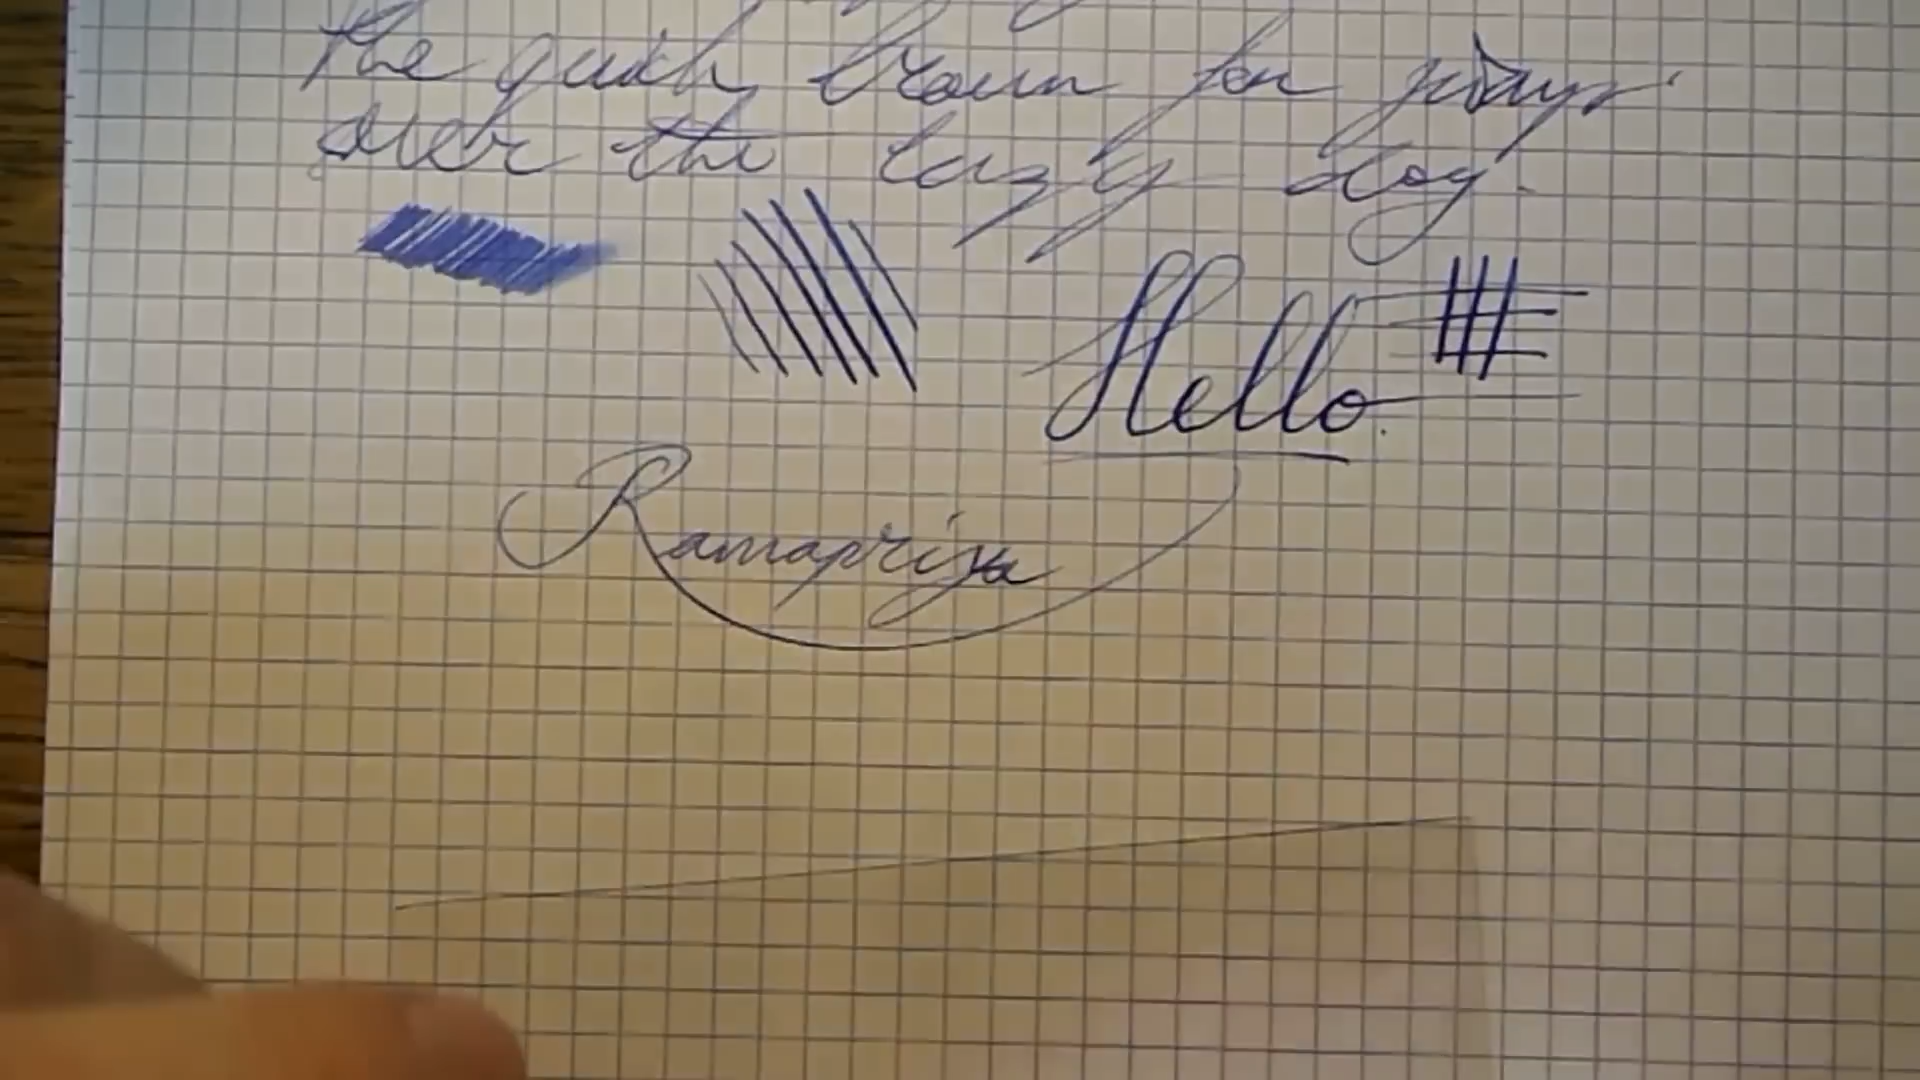 The quick brown fox jumps
over the lazy dog.
Hello.
Ramapriya